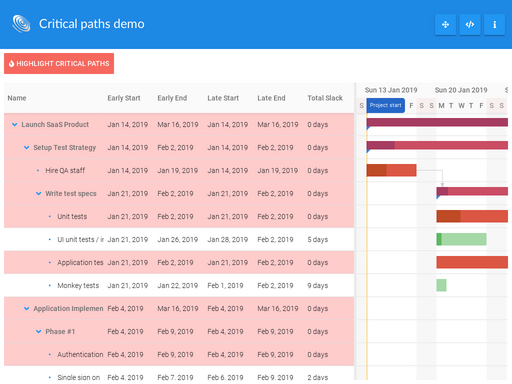 Critical paths demo
HIGHLIGHT CRITICAL PATHS
Sun 13 Jan 2019 Sun 20 Jan 2019 S
Name Early Start Early End Late Start Late End Total Slack
S Project start F S S M T W T F S S
Launch SaaS Product Jan 14, 2019 Mar 16, 2019 Jan 14, 2019 Mar 16, 2019 0 days
Setup Test Strategy Jan 14, 2019 Feb 2, 2019 Jan 14, 2019 Feb 2, 2019 0 days
Hire QA staff Jan 14, 2019 Jan 19, 2019 Jan 14, 2019 Jan 19, 2019 0 days
Write test specs Jan 21, 2019 Feb 2, 2019 Jan 21, 2019 Feb 2, 2019 0 days
Unit tests Jan 21, 2019 Feb 2, 2019 Jan 21, 2019 Feb 2, 2019 0 days
UI unit tests / ir Jan 21, 2019 Jan 26, 2019 Jan 28, 2019 Feb 2, 2019 5 days
Application tes Jan 21, 2019 Feb 2, 2019 Jan 21, 2019 Feb 2, 2019 0 days
Monkey tests Jan 21, 2019 Jan 22, 2019 Feb 1, 2019 Feb 2, 2019 9 days
Application Implemen Feb 4, 2019 Mar 16, 2019 Feb 4, 2019 Mar 16, 2019 0 days
Phase #1 Feb 4, 2019 Feb 9, 2019 Feb 4, 2019 Feb 9, 2019 0 days
Authentication Feb 4, 2019 Feb 9, 2019 Feb 4, 2019 Feb 9, 2019 0 days
Single sign on Feb 4, 2019 Feb 7, 2019 Feb 6, 2019 Feb 9, 2019 2 days